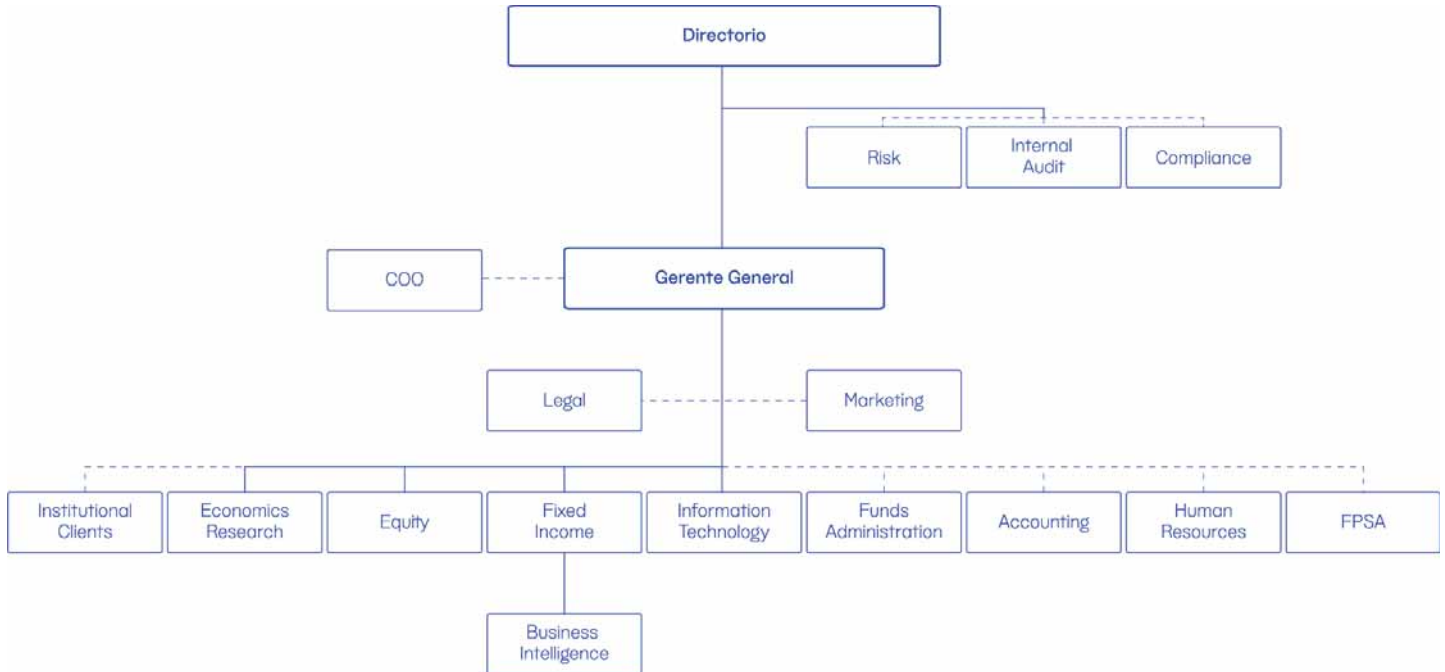 Directorio
Risk
Internal
Audit
Compliance
COO
Gerente General
Legal
Marketing
Institutional
Clients
Economics
Research
Equity
Fixed
Income
Information
Technology
Funds
Administration
Accounting
Human
Resources
FPSA
Business
Intelligence